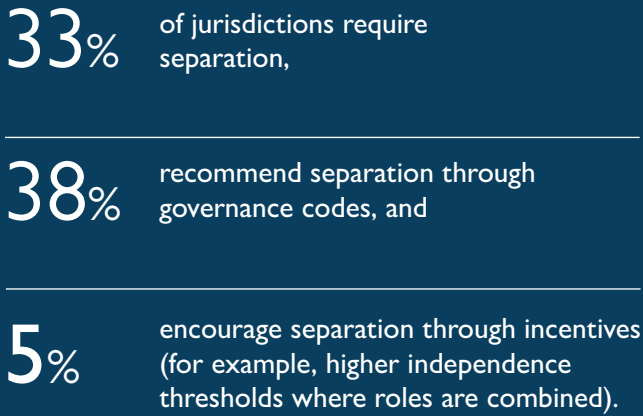 33% of jurisdictions require
separation,
38% recommend separation through
governance codes, and
5% encourage separation through incentives
(for example, higher independence
thresholds where roles are combined).